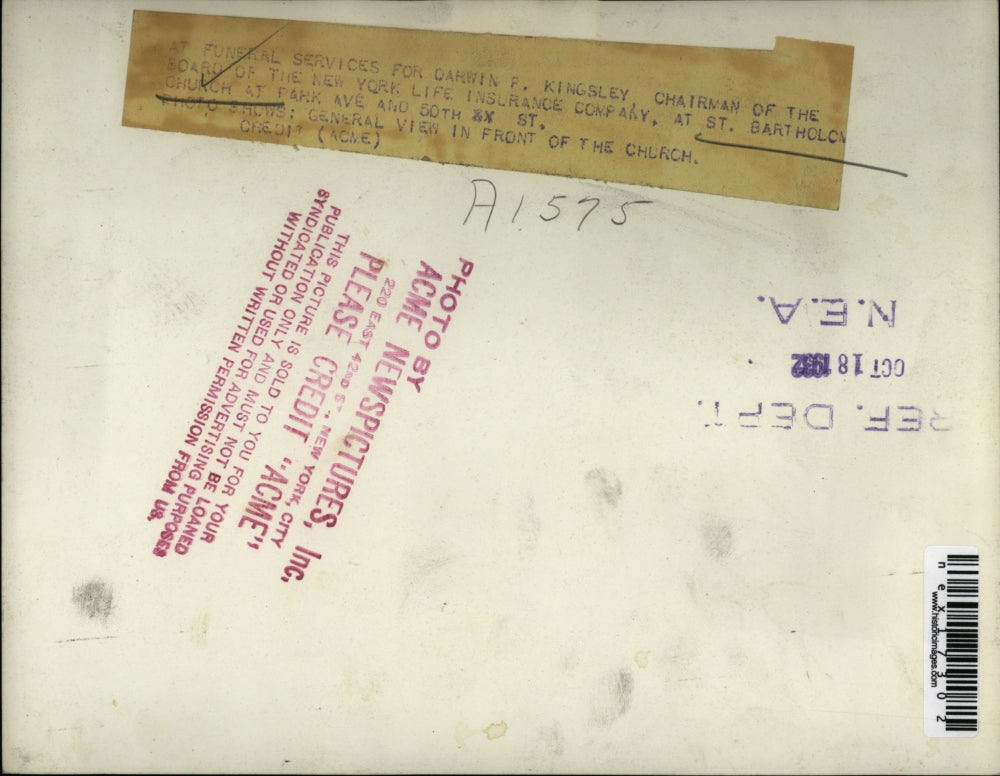 AT FUNERAL SERVICES FOR DARWIN P. KINGSLEY CHAIRMAN OF THE
BOARD OF THE NEW YORK LIFE INSURANCE COMPANY, AT ST. BARTHOLOM
CHURCH AT PARK AVE AND 50TH XX ST.
PHOTO SHOWS: GENERAL VIEW IN FRONT OF THE CHURCH.
CREDIT (ACME)
A1575
PHOTO BY
ACME NEWSPICTURES, Inc.
220 EAST 42ND ST., NEW YORK, CITY
PLEASE CREDIT "ACME",
THIS PICTURE IS SOLD TO YOU FOR YOUR
PUBLICATION ONLY AND MUST NOT BE LOANED
SYNDICATED OR USED FOR ADVERTISING PURPOSES
WITHOUT WRITTEN PERMISSION FROM US.
N.E.A.
OCT 18 1932
REF. DEPT.
nex17302
www.historicimages.com